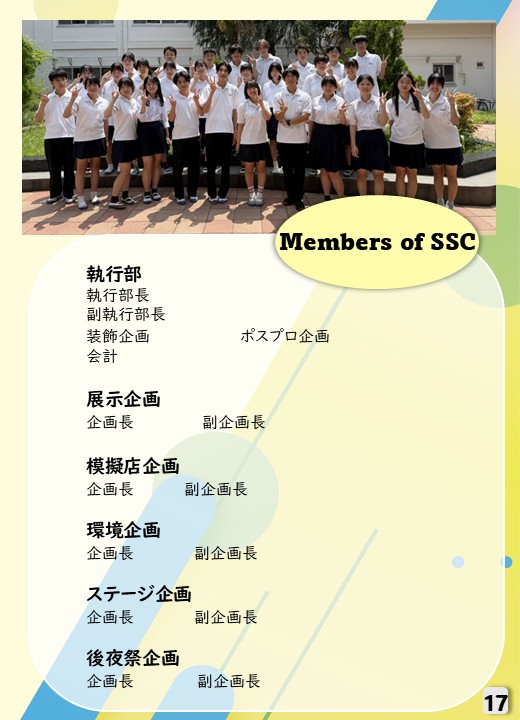 Members of SSC
執行部
執行部長
副執行部長
装飾企画 ポスプロ企画
会計
展示企画
企画長 副企画長
模擬店企画
企画長 副企画長
環境企画
企画長 副企画長
ステージ企画
企画長 副企画長
後夜祭企画
企画長 副企画長
17